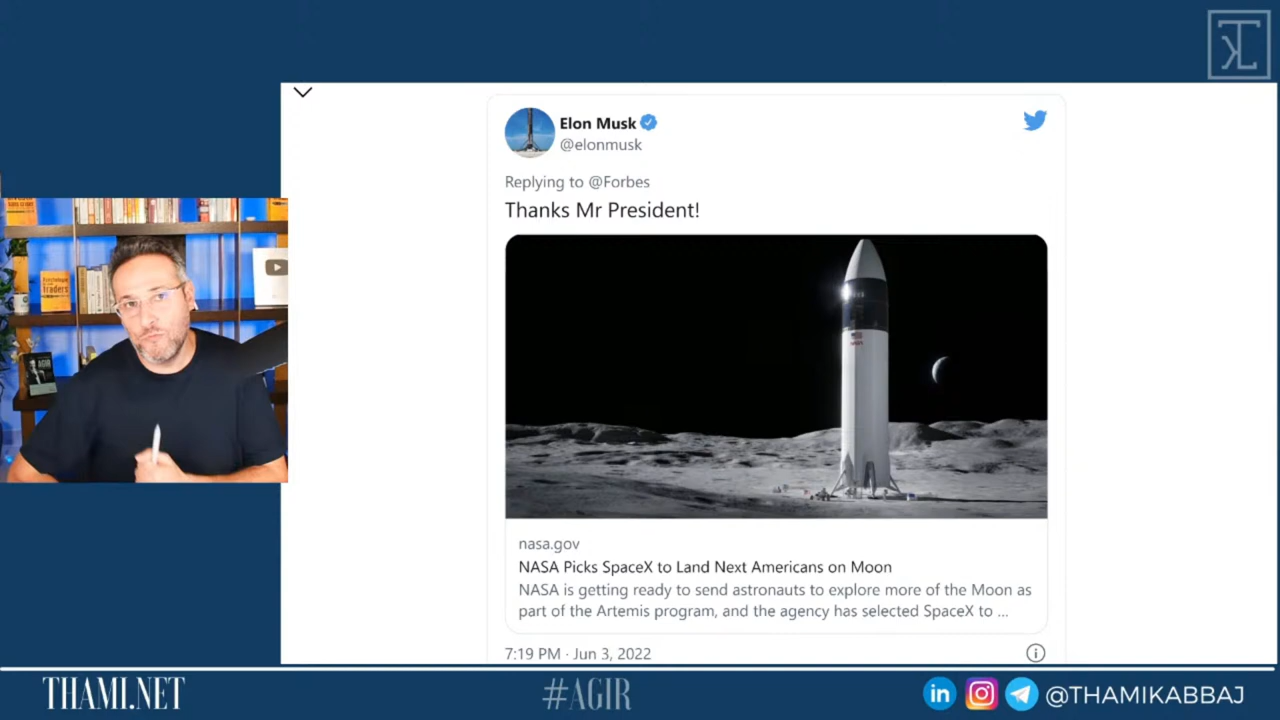 Elon Musk
@elonmusk
Replying to @Forbes
Thanks Mr President!
nasa.gov
NASA Picks SpaceX to Land Next Americans on Moon
NASA is getting ready to send astronauts to explore more of the Moon as
part of the Artemis program, and the agency has selected SpaceX to ...
7:19 PM · Jun 3, 2022
traders
AGIR
THAMI.NET
#AGIR
@THAMIKABBAJ